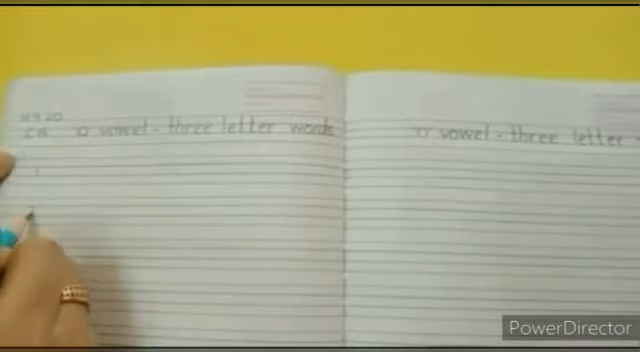 vowel - three letter words
vowel - three letter
PowerDirector